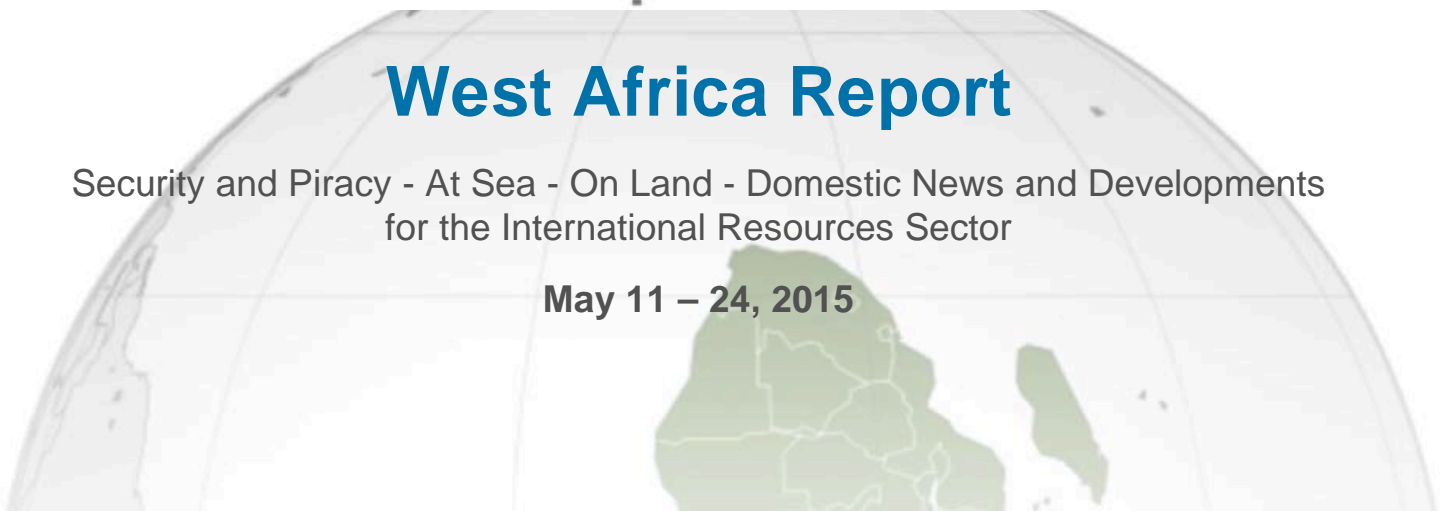 West Africa Report
Security and Piracy - At Sea - On Land - Domestic News and Developments
for the International Resources Sector
May 11 – 24, 2015